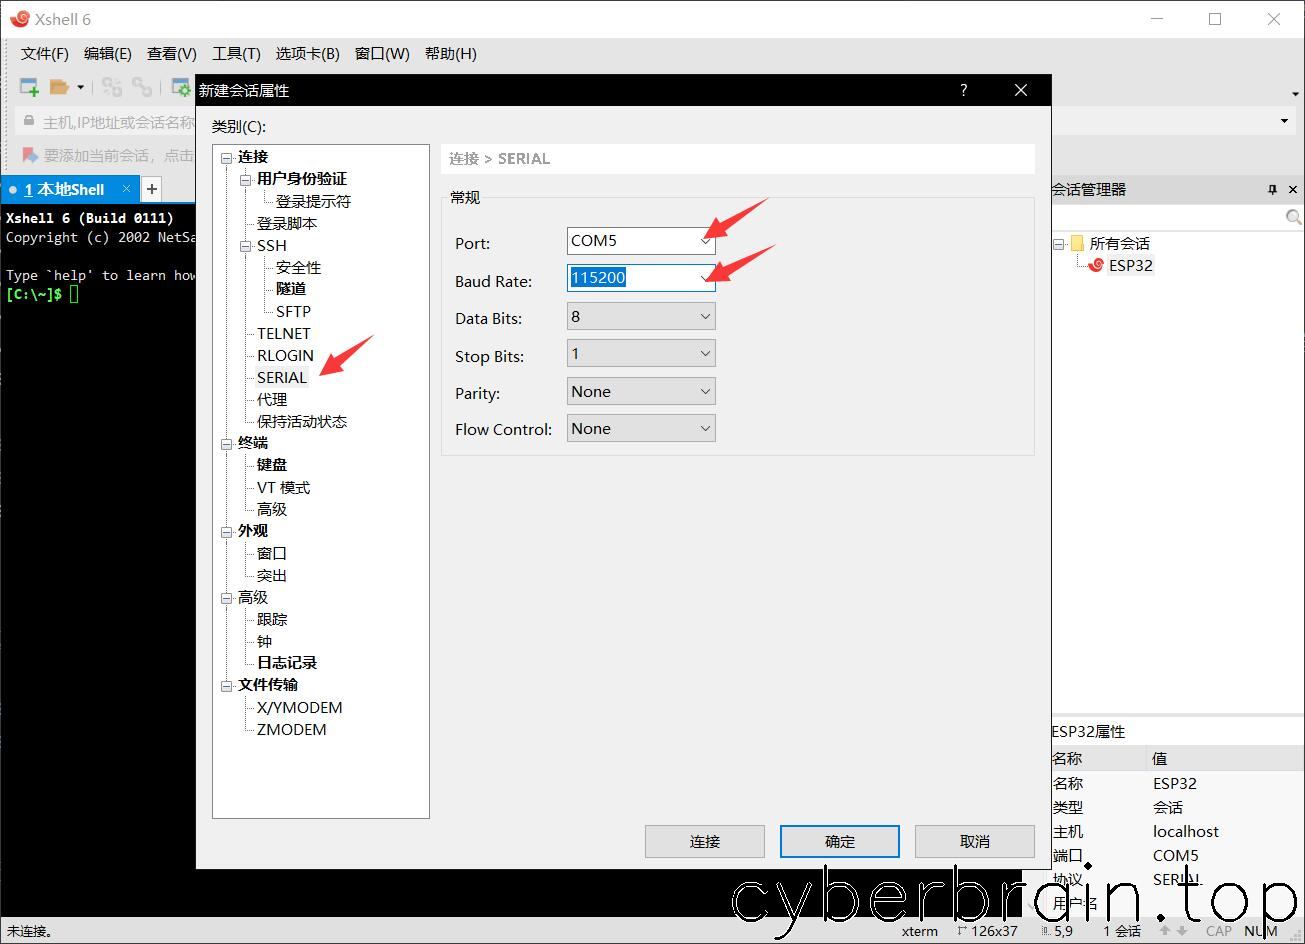 Xshell 6
文件(F) 编辑(E) 查看(V) 工具(T) 选项卡(B) 窗口(W) 帮助(H)
主机,IP地址或会话名称
要添加当前会话，点击
1 本地Shell × +
Xshell 6 (Build 0111)
Copyright (c) 2002 NetSa
Type `help' to learn how
[C:\~]$
新建会话属性 ?
类别(C):
连接
用户身份验证
登录提示符
登录脚本
SSH
安全性
隧道
SFTP
TELNET
RLOGIN
SERIAL
代理
保持活动状态
终端
键盘
VT 模式
高级
外观
窗口
突出
高级
跟踪
钟
日志记录
文件传输
X/YMODEM
ZMODEM
连接 > SERIAL
常规
Port: COM5
Baud Rate: 115200
Data Bits: 8
Stop Bits: 1
Parity: None
Flow Control: None
连接 确定 取消
会话管理器
所有会话
ESP32
ESP32属性
名称 值
名称 ESP32
类型 会话
主机 localhost
端口 COM5
协议 SERIAL
用户名
cyberbrain.top
未连接。 xterm 126x37 5,9 1 会话 CAP NUM